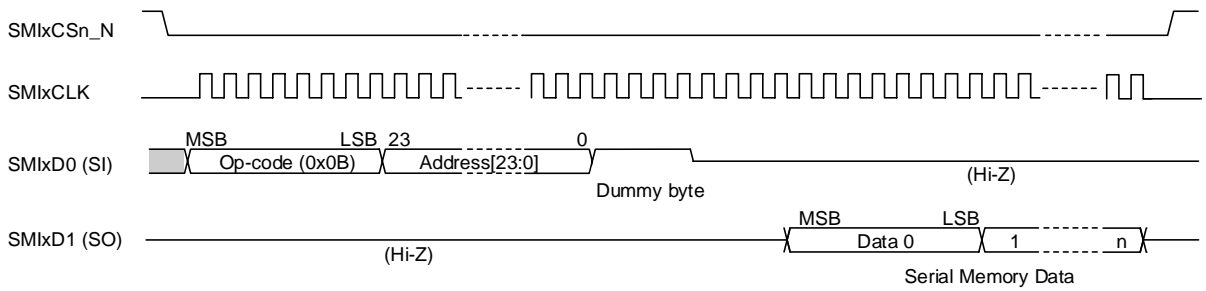 SMIxCSn_N
SMIxCLK
MSB LSB 23 0
SMIxD0 (SI) Op-code (0x0B) Address[23:0] (Hi-Z)
Dummy byte
MSB LSB
SMIxD1 (SO) Data 0 1 n
(Hi-Z)
Serial Memory Data